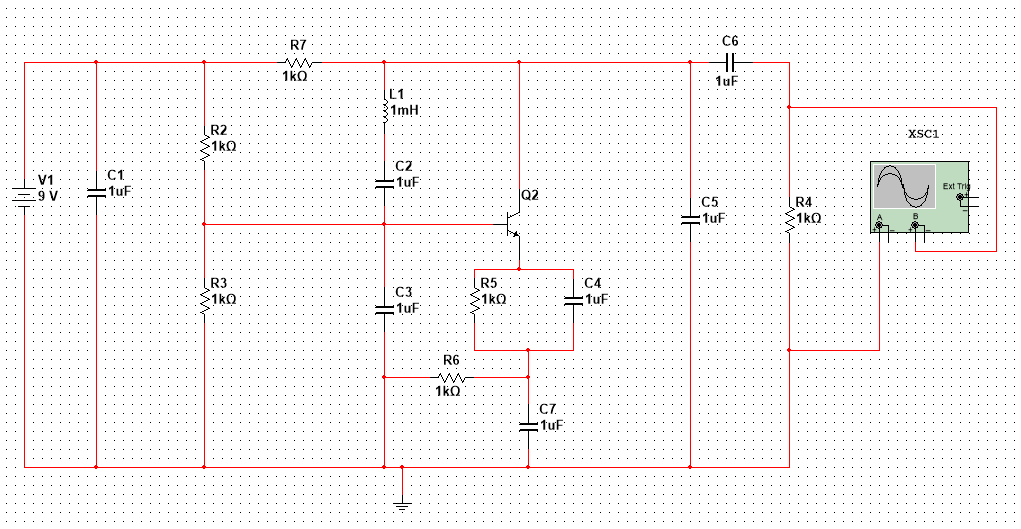 R7
1kΩ
C6
1uF
L1
1mH
R2
1kΩ
C2
1uF
XSC1
Ext Trig
+
−
A
B
+
−
+
−
V1
9 V
C1
1uF
Q2
C5
1uF
R4
1kΩ
R3
1kΩ
C3
1uF
R5
1kΩ
C4
1uF
R6
1kΩ
C7
1uF